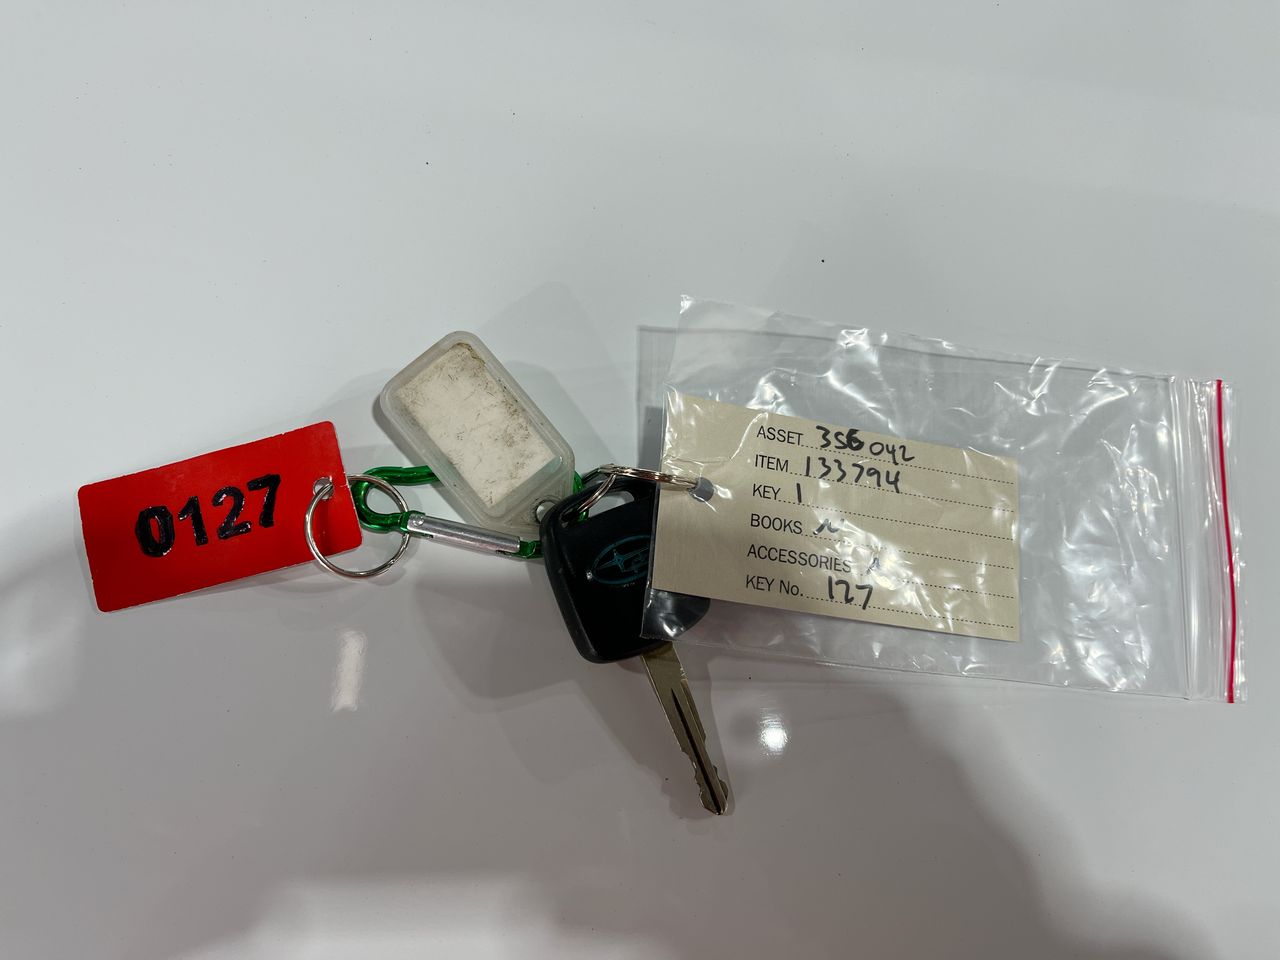 0127
ASSET 356042
ITEM 133794
KEY 1
BOOKS N
ACCESSORIES N
KEY No. 127